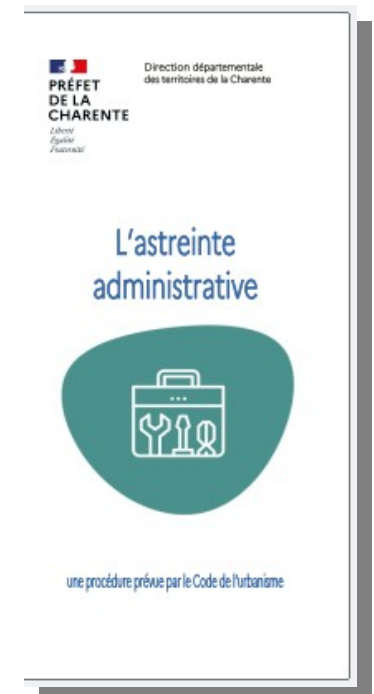 PRÉFET
DE LA
CHARENTE
Liberté
Égalité
Fraternité
Direction départementale
des territoires de la Charente
L'astreinte
administrative
une procédure prévue par le Code de l'urbanisme